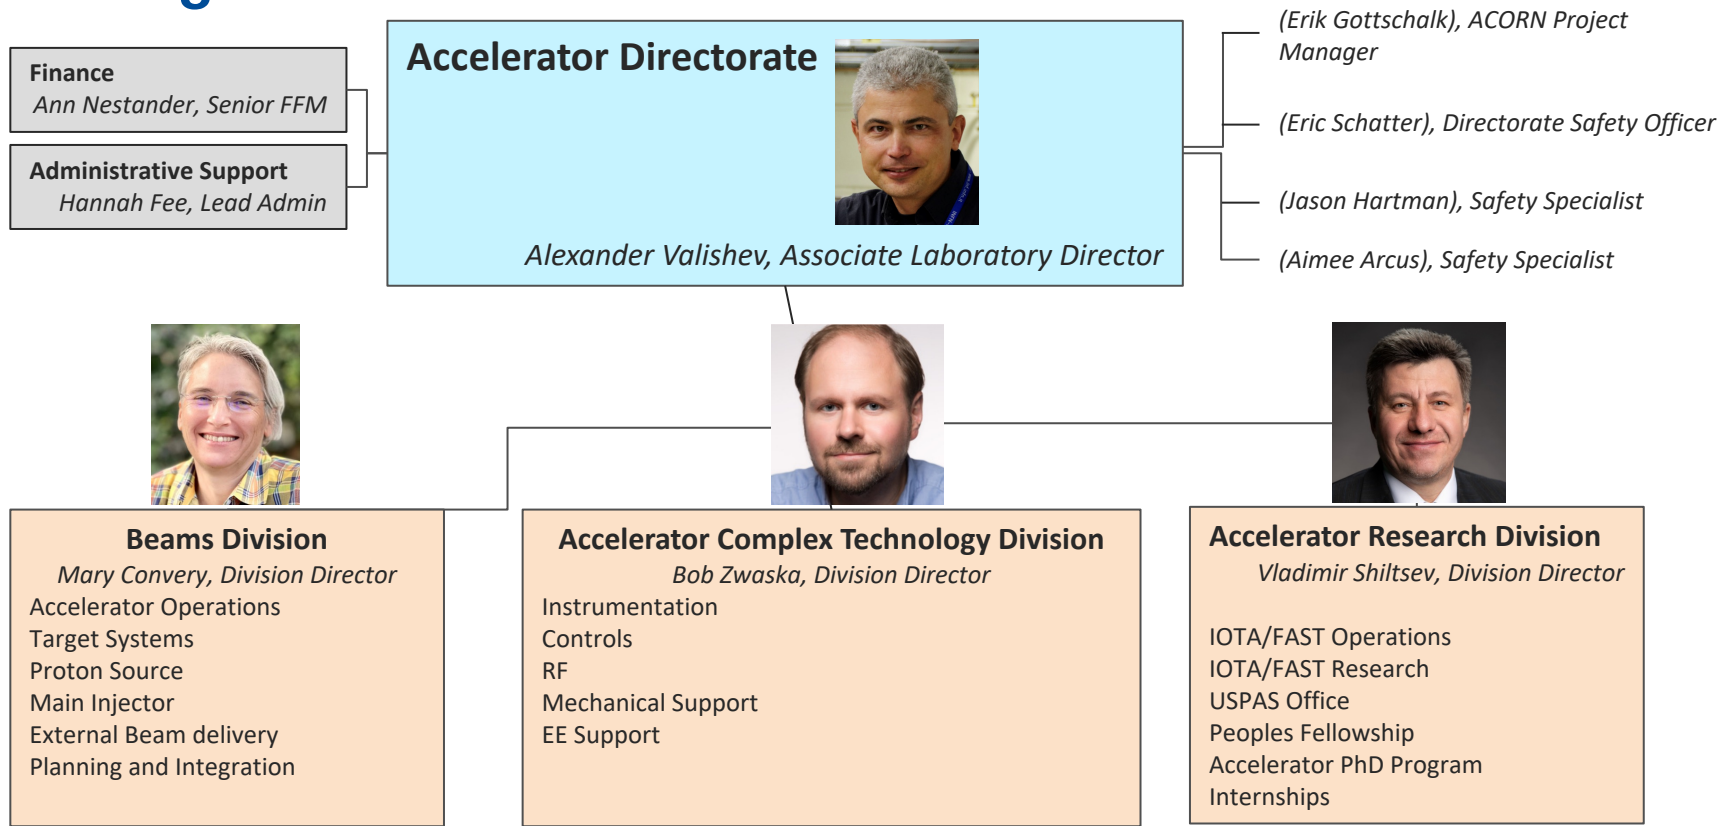 Finance
Ann Nestander, Senior FFM
Administrative Support
Hannah Fee, Lead Admin
Accelerator Directorate
Alexander Valishev, Associate Laboratory Director
(Erik Gottschalk), ACORN Project
Manager
(Eric Schatter), Directorate Safety Officer
(Jason Hartman), Safety Specialist
(Aimee Arcus), Safety Specialist
Beams Division
Mary Convery, Division Director
Accelerator Operations
Target Systems
Proton Source
Main Injector
External Beam delivery
Planning and Integration
Accelerator Complex Technology Division
Bob Zwaska, Division Director
Instrumentation
Controls
RF
Mechanical Support
EE Support
Accelerator Research Division
Vladimir Shiltsev, Division Director
IOTA/FAST Operations
IOTA/FAST Research
USPAS Office
Peoples Fellowship
Accelerator PhD Program
Internships